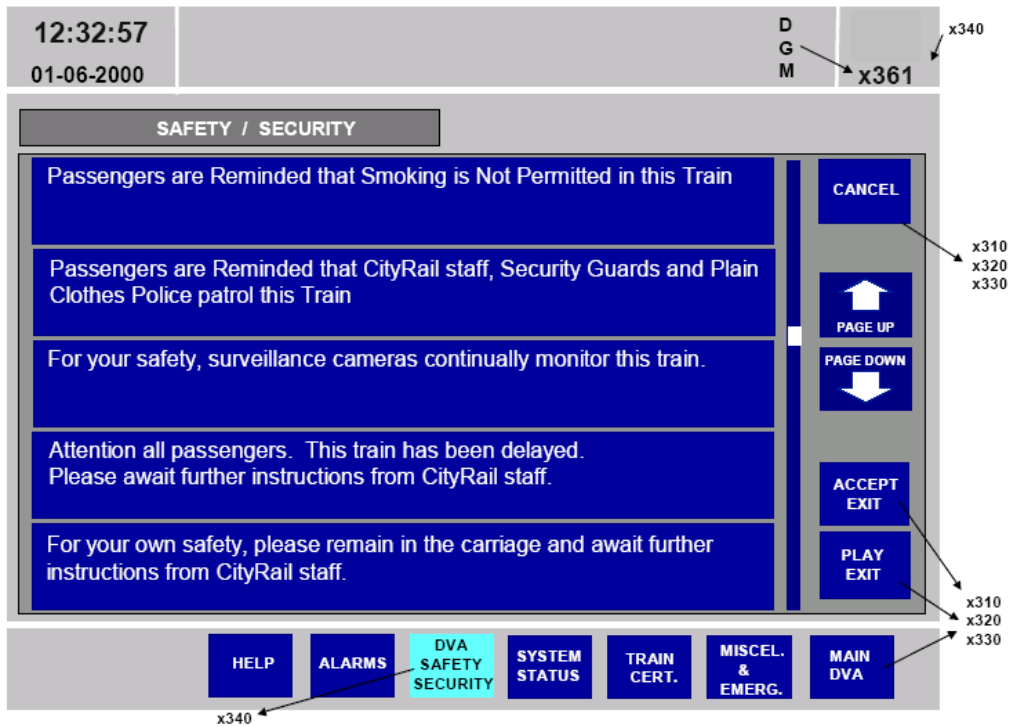 12:32:57
01-06-2000
D
G
M
x340
x361
SAFETY / SECURITY
Passengers are Reminded that Smoking is Not Permitted in this Train
CANCEL
x310
x320
x330
Passengers are Reminded that CityRail staff, Security Guards and Plain
Clothes Police patrol this Train
PAGE UP
For your safety, surveillance cameras continually monitor this train.
PAGE DOWN
Attention all passengers. This train has been delayed.
Please await further instructions from CityRail staff.
ACCEPT
EXIT
For your own safety, please remain in the carriage and await further
instructions from CityRail staff.
PLAY
EXIT
x310
x320
x330
HELP
ALARMS
DVA
SAFETY
SECURITY
SYSTEM
STATUS
TRAIN
CERT.
MISCEL.
&
EMERG.
MAIN
DVA
x340